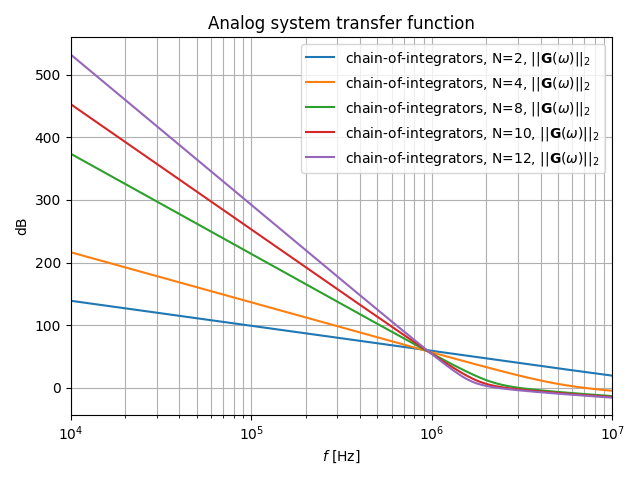 Analog system transfer function
chain-of-integrators, N=2, ||G(ω)||₂
chain-of-integrators, N=4, ||G(ω)||₂
chain-of-integrators, N=8, ||G(ω)||₂
chain-of-integrators, N=10, ||G(ω)||₂
chain-of-integrators, N=12, ||G(ω)||₂
500
400
300
200
100
0
dB
10⁴ 10⁵ 10⁶ 10⁷
f [Hz]